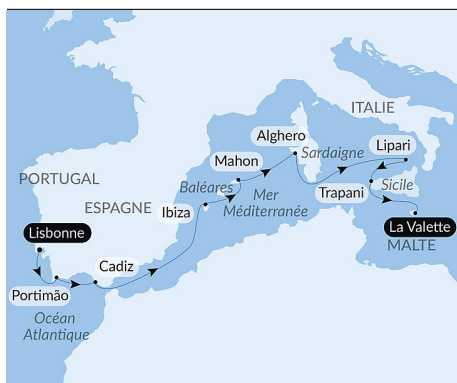 ITALIE
Alghero
Sardaigne
Lipari
Mahon
PORTUGAL
Baléares
Mer
Méditerranée
Trapani
Sicile
ESPAGNE
Ibiza
Lisbonne
La Valette
MALTE
Cadiz
Portimão
Océan
Atlantique